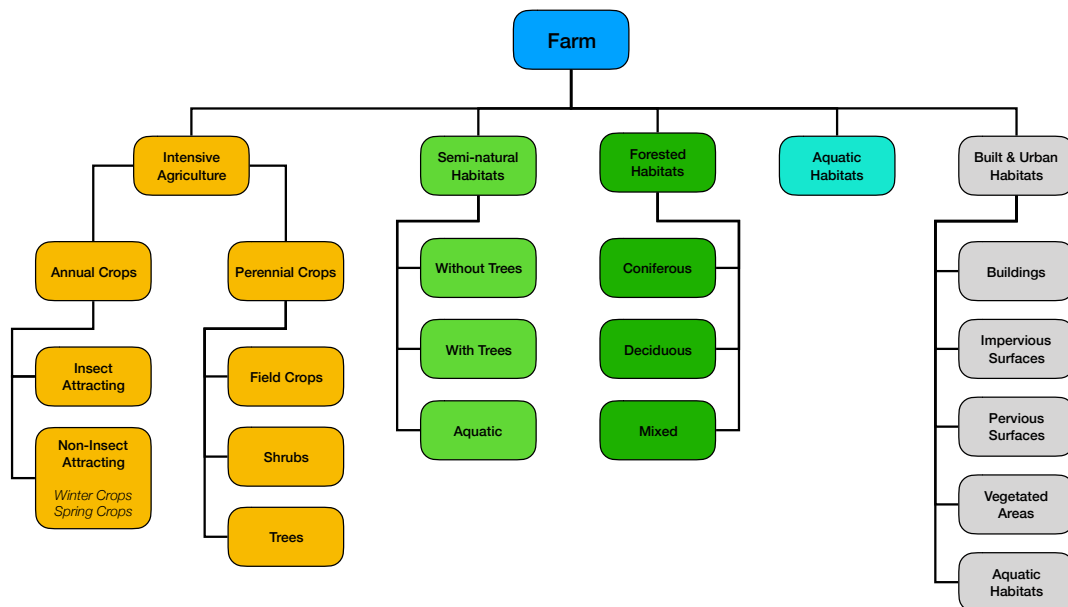 Farm
Intensive
Agriculture
Semi-natural
Habitats
Forested
Habitats
Aquatic
Habitats
Built & Urban
Habitats
Annual Crops
Perennial Crops
Insect
Attracting
Non-Insect
Attracting
Winter Crops
Spring Crops
Field Crops
Shrubs
Trees
Without Trees
With Trees
Aquatic
Coniferous
Deciduous
Mixed
Buildings
Impervious
Surfaces
Pervious
Surfaces
Vegetated
Areas
Aquatic
Habitats